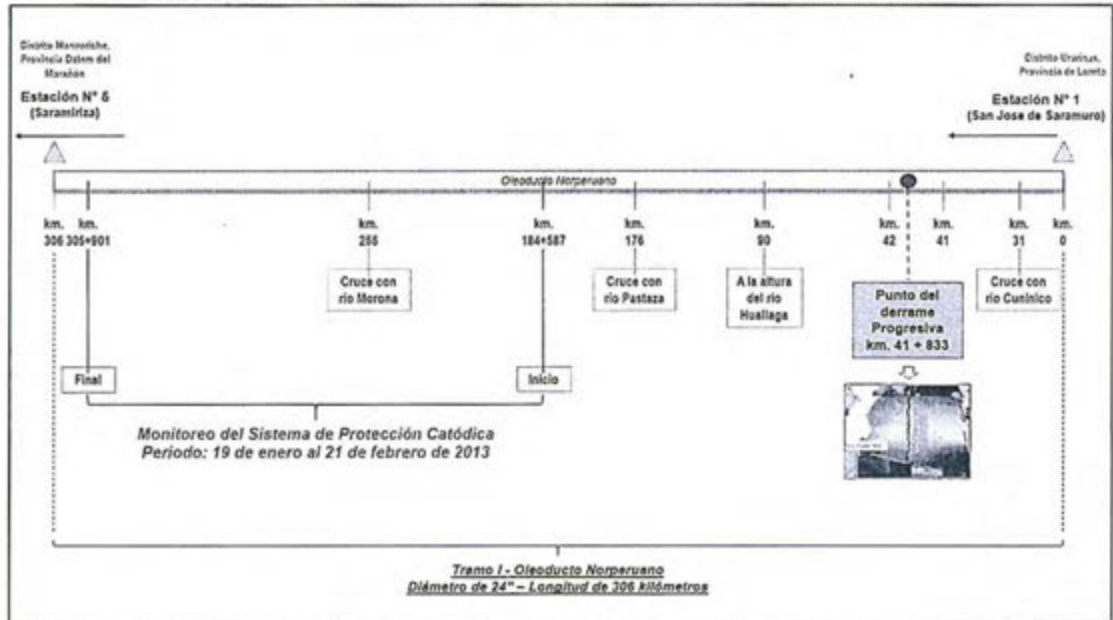 Distrito Manseriche,
Provincia Datem del
Marañón
Estación N° 5
(Saramiriza)
Distrito Urarinas,
Provincia de Loreto
Estación N° 1
(San Jose de Saramuro)
Oleoducto Norperuano
km. 306
km. 305+901
km. 255
km. 184+587
km. 176
km. 90
km. 42
km. 41
km. 31
km. 0
Cruce con
río Morona
Cruce con
río Pastaza
A la altura
del río
Huallaga
Punto del
derrame
Progresiva
km. 41 + 833
Cruce con
río Cuninico
Final
Inicio
Monitoreo del Sistema de Protección Catódica
Periodo: 19 de enero al 21 de febrero de 2013
Tramo I - Oleoducto Norperuano
Diámetro de 24" – Longitud de 306 kilómetros